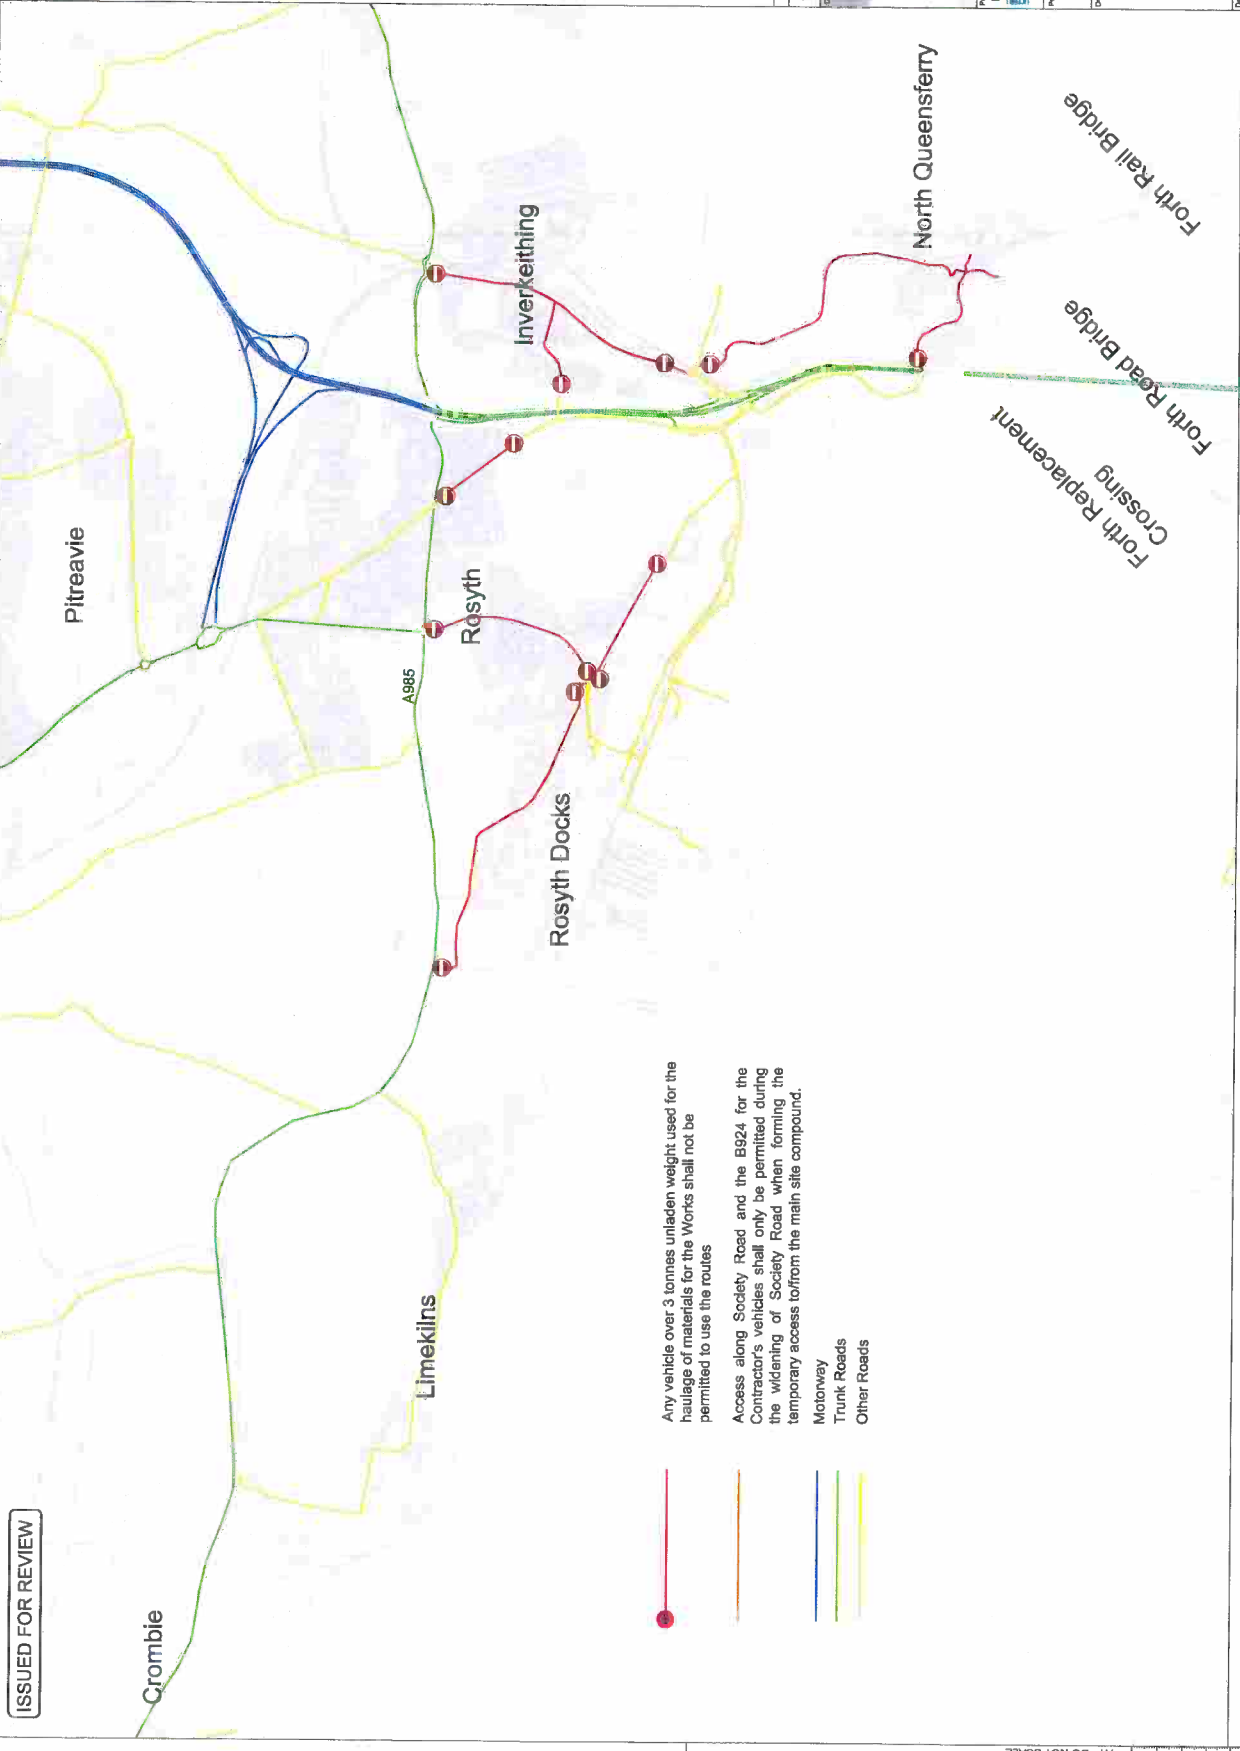 ISSUED FOR REVIEW
Crombie
Limekilns
Pitreavie
A985
Rosyth
Rosyth Docks
Inverkeithing
North Queensferry
Forth Rail Bridge
Forth Road Bridge
Forth Replacement
Crossing
Any vehicle over 3 tonnes unladen weight used for the
haulage of materials for the Works shall not be
permitted to use the routes
Access along Society Road and the B924 for the
Contractor's vehicles shall only be permitted during
the widening of Society Road when forming the
temporary access to/from the main site compound.
Motorway
Trunk Roads
Other Roads